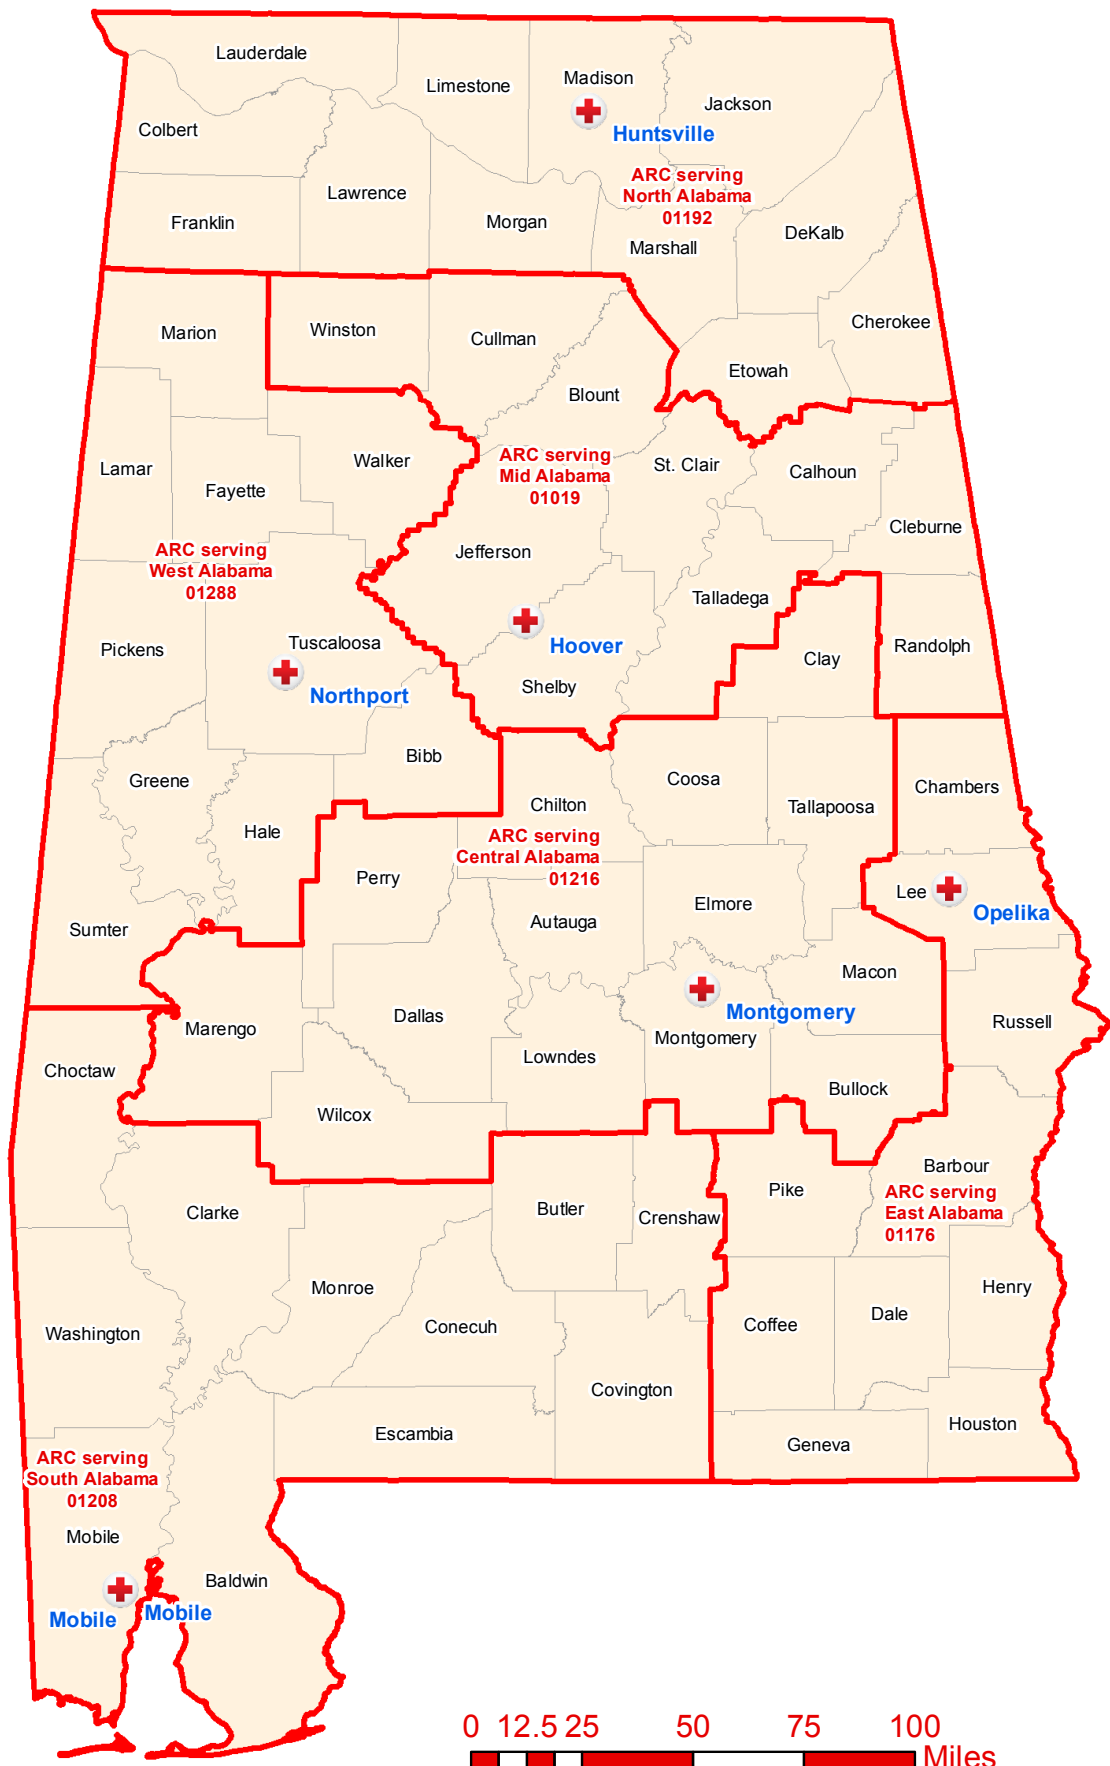 Lauderdale
Limestone
Madison
Jackson
Colbert
Huntsville
ARC serving
North Alabama
01192
Lawrence
Franklin
Morgan
Marshall
DeKalb
Marion
Winston
Cullman
Cherokee
Etowah
Blount
Lamar
Fayette
Walker
ARC serving
Mid Alabama
01019
St. Clair
Calhoun
Cleburne
Jefferson
ARC serving
West Alabama
01288
Talladega
Pickens
Tuscaloosa
Hoover
Clay
Randolph
Northport
Shelby
Bibb
Greene
Coosa
Chambers
Chilton
Tallapoosa
Hale
ARC serving
Central Alabama
01216
Perry
Lee
Elmore
Opelika
Autauga
Sumter
Macon
Montgomery
Dallas
Marengo
Russell
Montgomery
Lowndes
Choctaw
Bullock
Wilcox
Barbour
Pike
ARC serving
East Alabama
01176
Clarke
Butler
Crenshaw
Monroe
Henry
Washington
Conecuh
Coffee
Dale
Covington
Escambia
Houston
Geneva
ARC serving
South Alabama
01208
Mobile
Baldwin
Mobile
Mobile
0 12.5 25 50 75 100
Miles